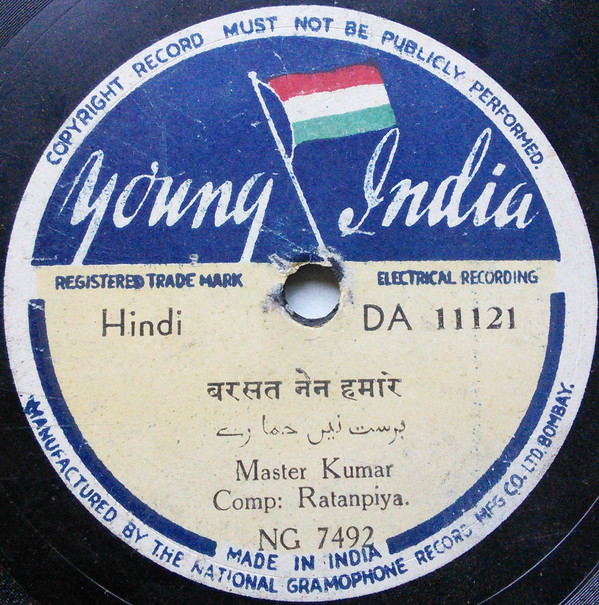 COPYRIGHT RECORD MUST NOT BE PUBLICLY PERFORMED.
Young India
REGISTERED TRADE MARK ELECTRICAL RECORDING
Hindi DA 11121
बरसत नेन हमारे
برست نین ہمارے
Master Kumar
Comp: Ratanpiya.
NG 7492
MADE IN INDIA
MANUFACTURED BY THE NATIONAL GRAMOPHONE RECORD MFG CO. LTD. BOMBAY.